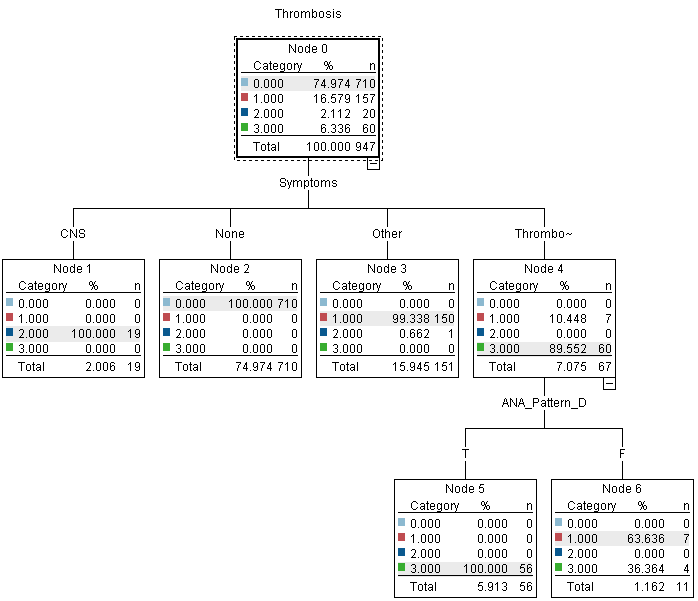 Thrombosis
Node 0
Category % n
0.000 74.974 710
1.000 16.579 157
2.000 2.112 20
3.000 6.336 60
Total 100.000 947
Symptoms
CNS
None
Other
Thrombo~
Node 1
Category % n
0.000 0.000 0
1.000 0.000 0
2.000 100.000 19
3.000 0.000 0
Total 2.006 19
Node 2
Category % n
0.000 100.000 710
1.000 0.000 0
2.000 0.000 0
3.000 0.000 0
Total 74.974 710
Node 3
Category % n
0.000 0.000 0
1.000 99.338 150
2.000 0.662 1
3.000 0.000 0
Total 15.945 151
Node 4
Category % n
0.000 0.000 0
1.000 10.448 7
2.000 0.000 0
3.000 89.552 60
Total 7.075 67
ANA_Pattern_D
T
F
Node 5
Category % n
0.000 0.000 0
1.000 0.000 0
2.000 0.000 0
3.000 100.000 56
Total 5.913 56
Node 6
Category % n
0.000 0.000 0
1.000 63.636 7
2.000 0.000 0
3.000 36.364 4
Total 1.162 11